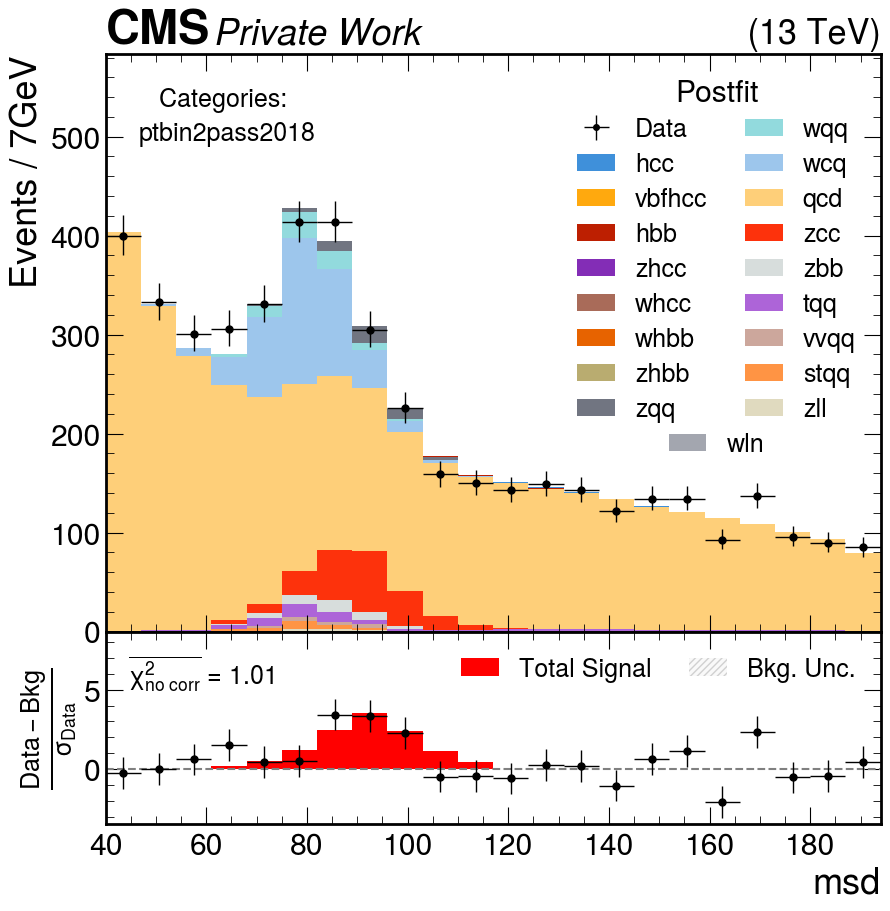 CMS Private Work (13 TeV)
Events / 7GeV
Categories:
ptbin2pass2018
Postfit
Data
hcc
vbfhcc
hbb
zhcc
whcc
whbb
zhbb
zqq
wqq
wcq
qcd
zcc
zbb
tqq
vvqq
stqq
zll
wln
500
400
300
200
100
0
Data – Bkg
σData
χ²no corr = 1.01
Total Signal
Bkg. Unc.
5
0
40 60 80 100 120 140 160 180
msd